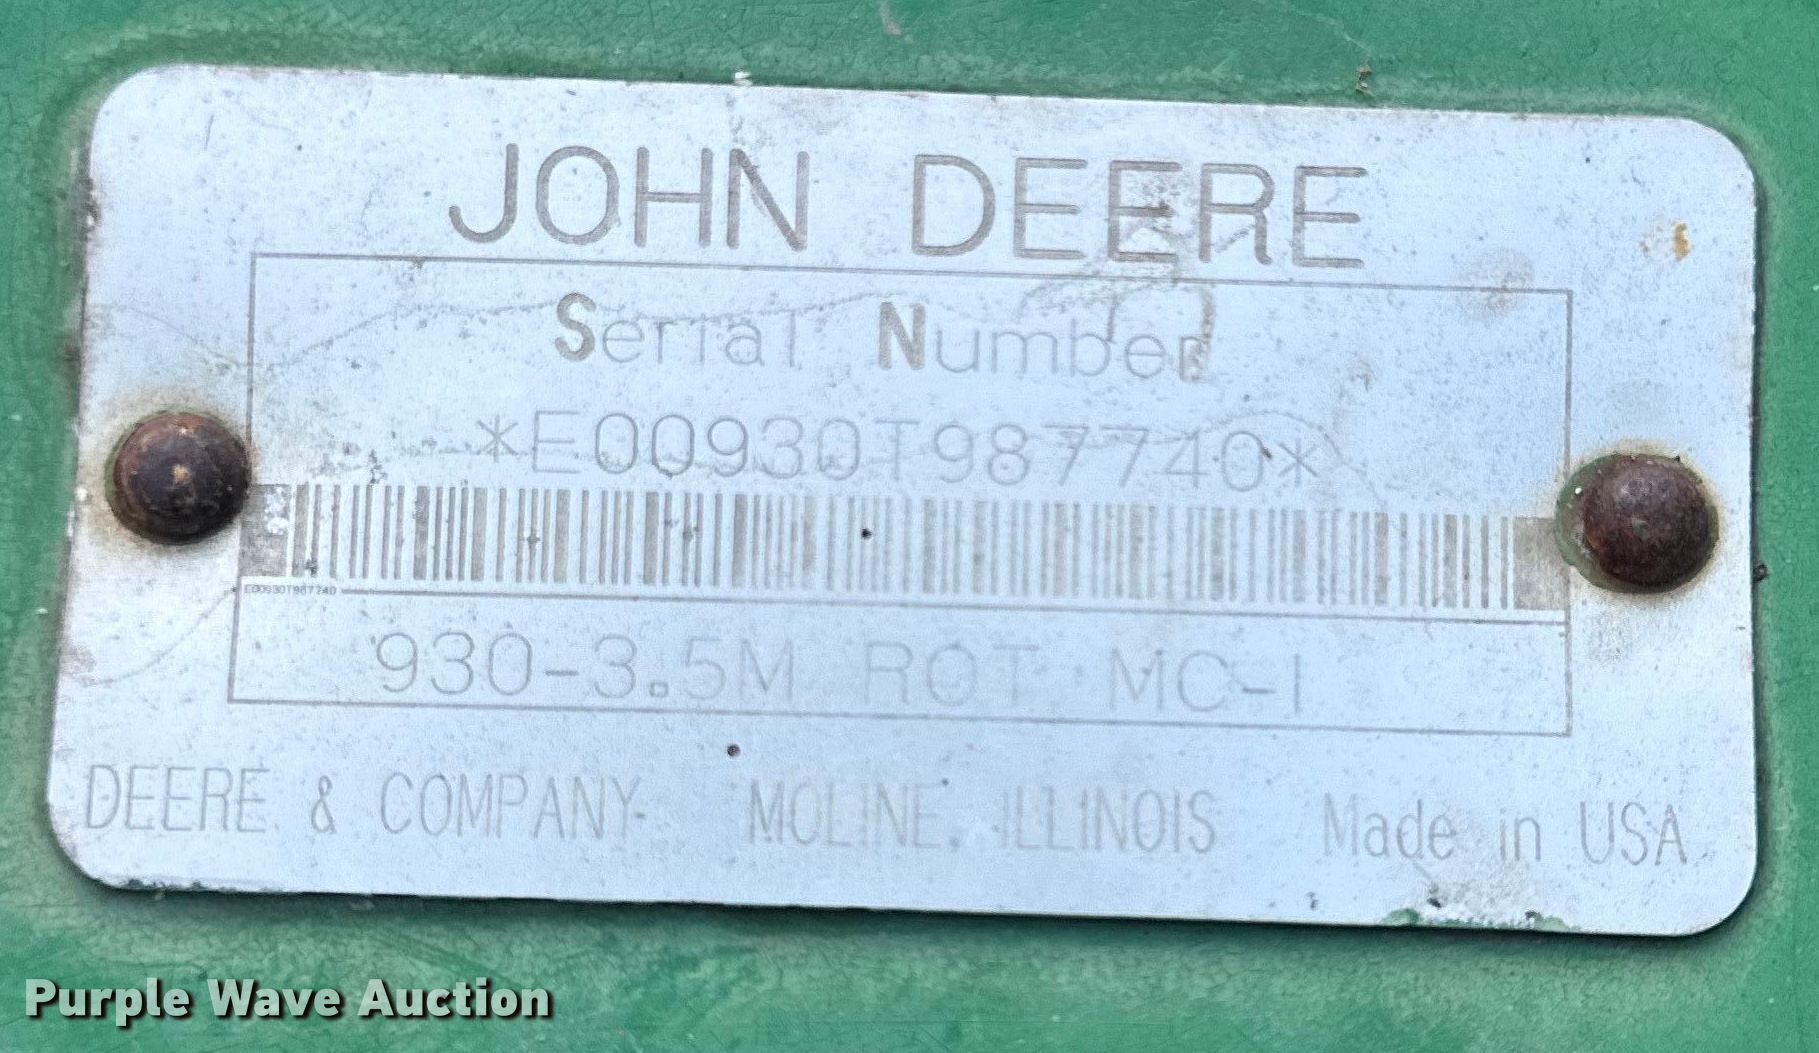 JOHN DEERE
Serial Number
*E00930T987740*
E00930T987740
930-3.5M ROT MC-I
DEERE & COMPANY MOLINE, ILLINOIS Made in USA
Purple Wave Auction